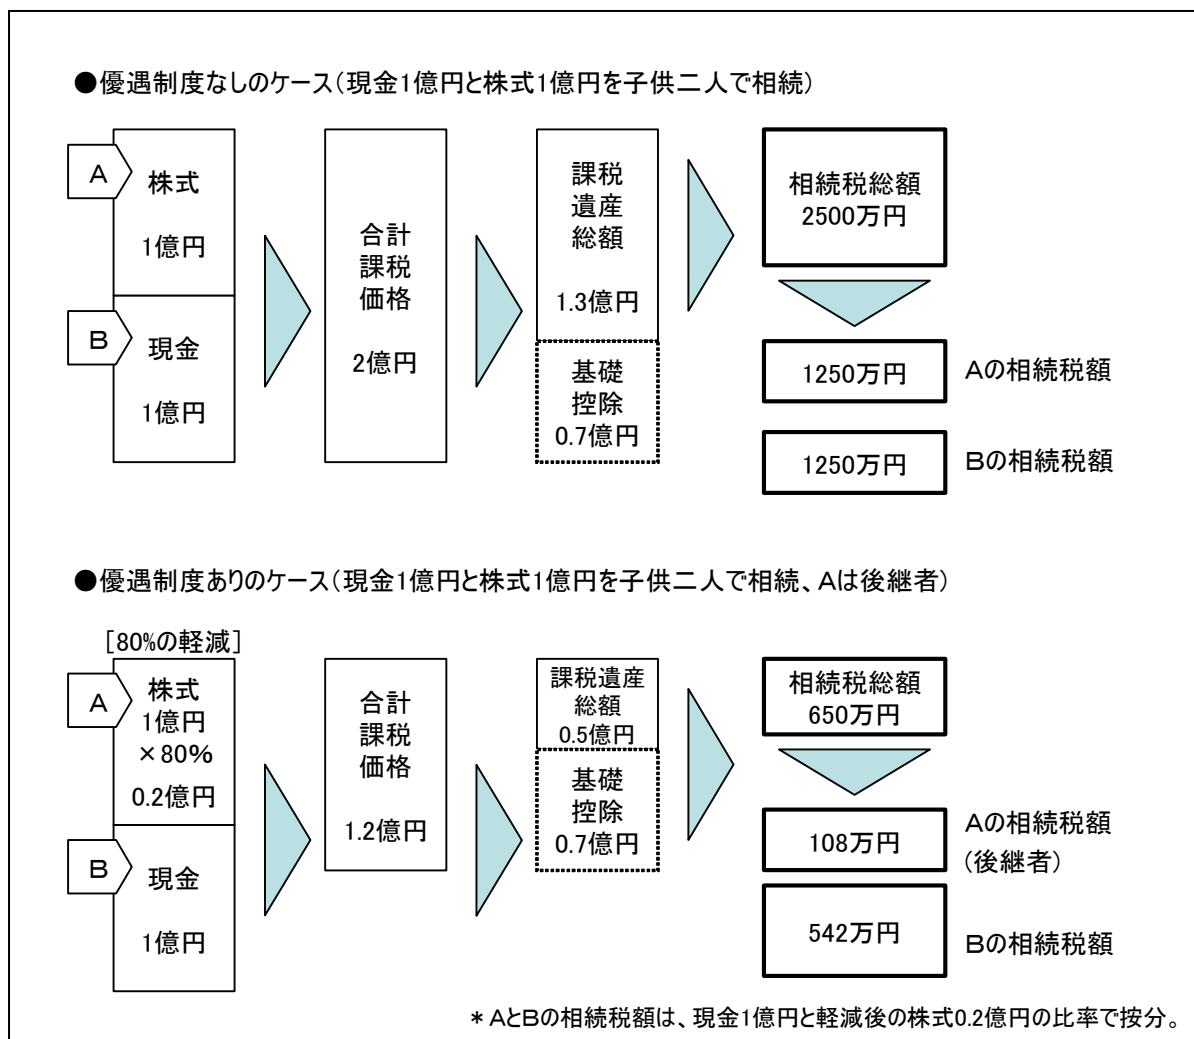 ●優遇制度なしのケース(現金1億円と株式1億円を子供二人で相続)
A
株式
1億円
B
現金
1億円
合計
課税
価格
2億円
課税
遺産
総額
1.3億円
基礎
控除
0.7億円
相続税総額
2500万円
1250万円
Aの相続税額
1250万円
Bの相続税額
●優遇制度ありのケース(現金1億円と株式1億円を子供二人で相続、Aは後継者)
[80%の軽減]
A
株式
1億円
×80%
0.2億円
B
現金
1億円
合計
課税
価格
1.2億円
課税遺産
総額
0.5億円
基礎
控除
0.7億円
相続税総額
650万円
108万円
Aの相続税額
(後継者)
542万円
Bの相続税額
*AとBの相続税額は、現金1億円と軽減後の株式0.2億円の比率で按分。